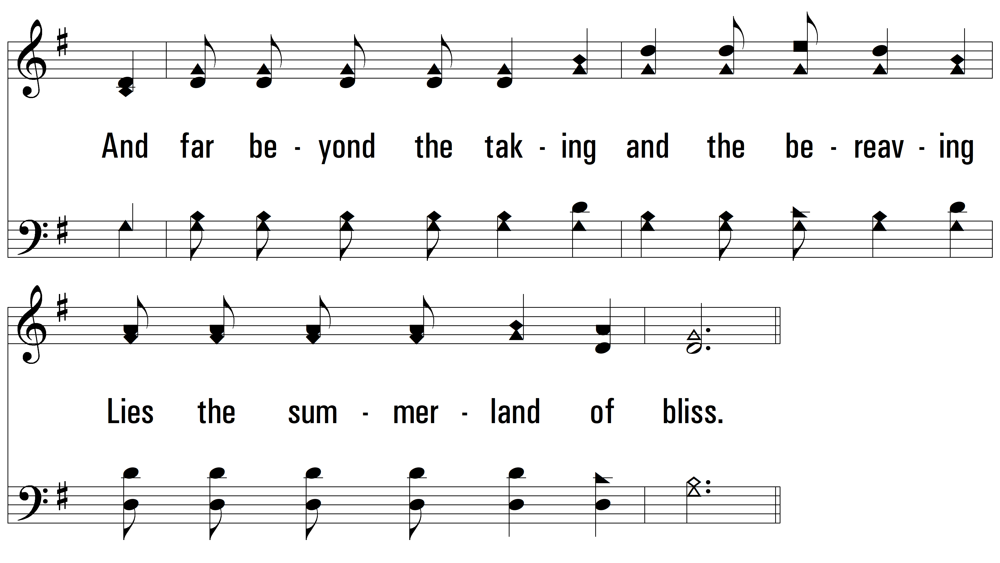 And far be - yond the tak - ing and the be - reav - ing
Lies the sum - mer - land of bliss.